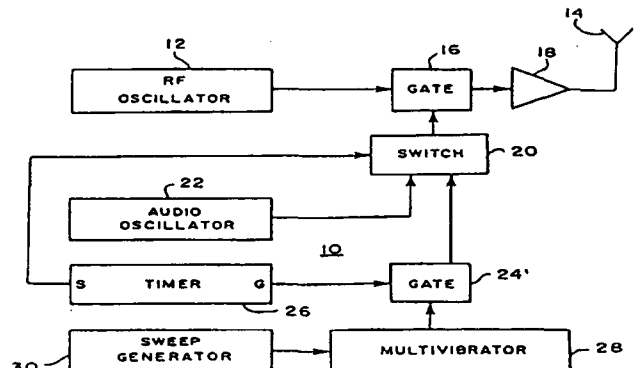 14
12
16
18
RF
OSCILLATOR
GATE
SWITCH
20
22
AUDIO
OSCILLATOR
10
S TIMER G
GATE
24'
26
SWEEP
GENERATOR
MULTIVIBRATOR
28
30